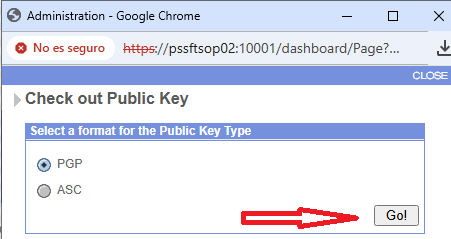 Administration - Google Chrome
No es seguro https://pssftsop02:10001/dashboard/Page?...
CLOSE
Check out Public Key
Select a format for the Public Key Type
PGP
ASC
Go!